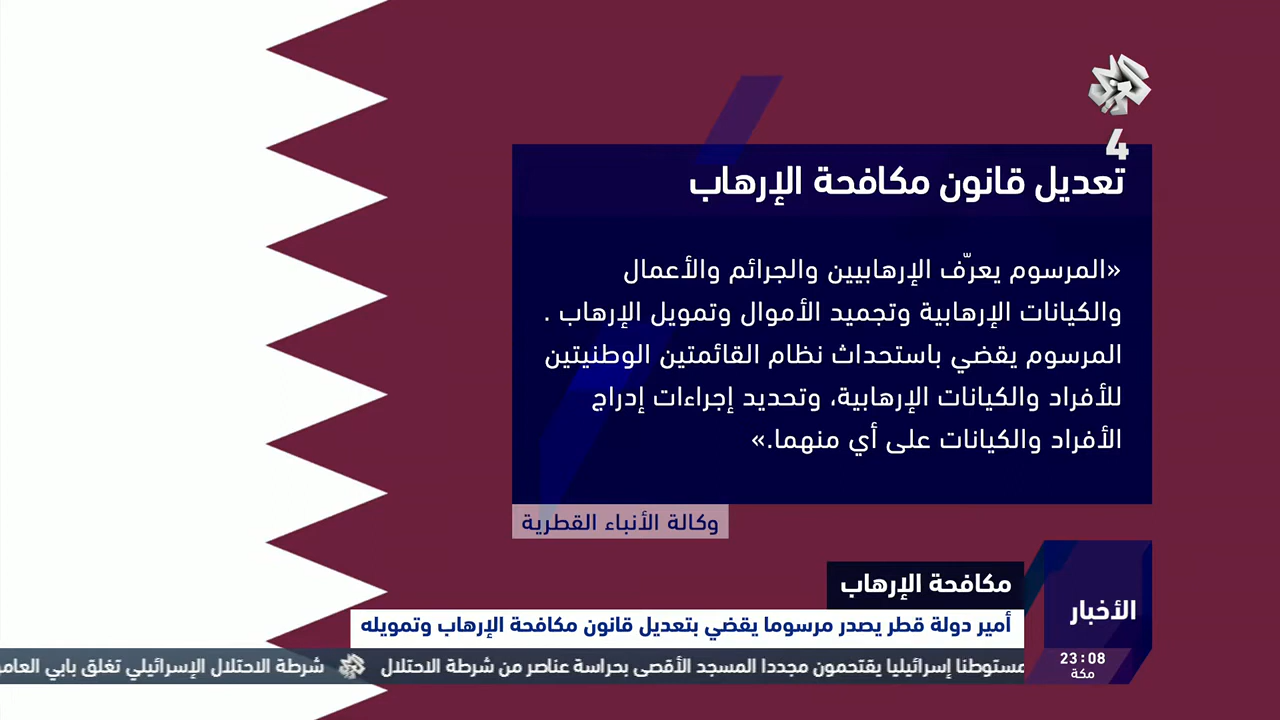 4
تعديل قانون مكافحة الإرهاب
«المرسوم يعرّف الإرهابيين والجرائم والأعمال
والكيانات الإرهابية وتجميد الأموال وتمويل الإرهاب .
المرسوم يقضي باستحداث نظام القائمتين الوطنيتين
للأفراد والكيانات الإرهابية، وتحديد إجراءات إدراج
الأفراد والكيانات على أي منهما.»
وكالة الأنباء القطرية
مكافحة الإرهاب
الأخبار
أمير دولة قطر يصدر مرسوما يقضي بتعديل قانون مكافحة الإرهاب وتمويله
23:08
مكة
مستوطنا إسرائيليا يقتحمون مجددا المسجد الأقصى بحراسة عناصر من شرطة الاحتلال شرطة الاحتلال الإسرائيلي تغلق بابي العامر